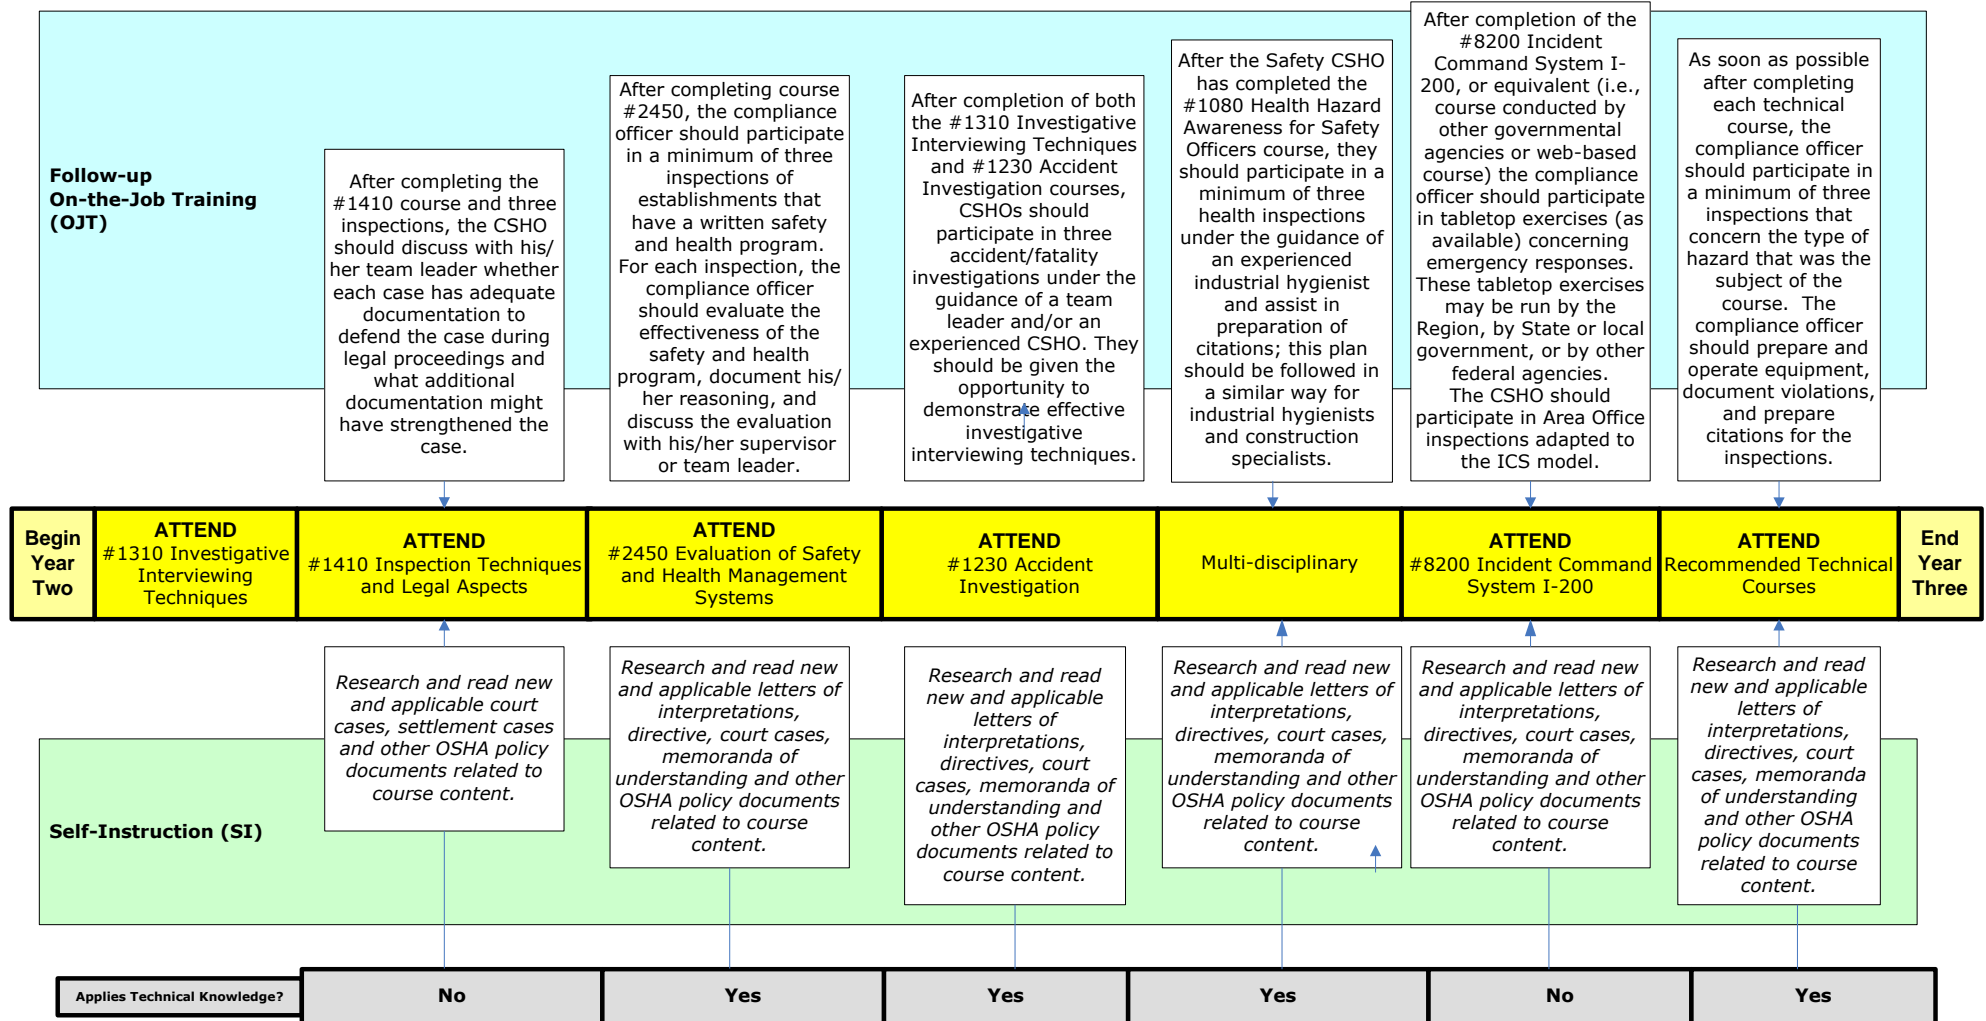 Follow-up
On-the-Job Training
(OJT)
After completing the
#1410 course and three
inspections, the CSHO
should discuss with his/
her team leader whether
each case has adequate
documentation to
defend the case during
legal proceedings and
what additional
documentation might
have strengthened the
case.
After completing course
#2450, the compliance
officer should participate
in a minimum of three
inspections of
establishments that
have a written safety
and health program.
For each inspection, the
compliance officer
should evaluate the
effectiveness of the
safety and health
program, document his/
her reasoning, and
discuss the evaluation
with his/her supervisor
or team leader.
After completion of both
the #1310 Investigative
Interviewing Techniques
and #1230 Accident
Investigation courses,
CSHOs should
participate in three
accident/fatality
investigations under the
guidance of a team
leader and/or an
experienced CSHO. They
should be given the
opportunity to
demonstrate effective
investigative
interviewing techniques.
After the Safety CSHO
has completed the
#1080 Health Hazard
Awareness for Safety
Officers course, they
should participate in a
minimum of three
health inspections
under the guidance of
an experienced
industrial hygienist
and assist in
preparation of
citations; this plan
should be followed in
a similar way for
industrial hygienists
and construction
specialists.
After completion of the
#8200 Incident
Command System I-
200, or equivalent (i.e.,
course conducted by
other governmental
agencies or web-based
course) the compliance
officer should participate
in tabletop exercises (as
available) concerning
emergency responses.
These tabletop exercises
may be run by the
Region, by State or local
government, or by other
federal agencies.
The CSHO should
participate in Area Office
inspections adapted to
the ICS model.
As soon as possible
after completing
each technical
course, the
compliance officer
should participate in
a minimum of three
inspections that
concern the type of
hazard that was the
subject of the
course.  The
compliance officer
should prepare and
operate equipment,
document violations,
and prepare
citations for the
inspections.
Begin
Year
Two
ATTEND
#1310 Investigative
Interviewing
Techniques
ATTEND
#1410 Inspection Techniques
and Legal Aspects
ATTEND
#2450 Evaluation of Safety
and Health Management
Systems
ATTEND
#1230 Accident
Investigation
Multi-disciplinary
ATTEND
#8200 Incident Command
System I-200
ATTEND
Recommended Technical
Courses
End
Year
Three
Self-Instruction (SI)
Research and read new
and applicable court
cases, settlement cases
and other OSHA policy
documents related to
course content.
Research and read new
and applicable letters of
interpretations,
directive, court cases,
memoranda of
understanding and other
OSHA policy documents
related to course
content.
Research and read
new and applicable
letters of
interpretations,
directives, court
cases, memoranda of
understanding and
other OSHA policy
documents related to
course content.
Research and read new
and applicable letters of
interpretations,
directives, court cases,
memoranda of
understanding and other
OSHA policy documents
related to course
content.
Research and read new
and applicable letters of
interpretations,
directives, court cases,
memoranda of
understanding and other
OSHA policy documents
related to course
content.
Research and read
new and applicable
letters of
interpretations,
directives, court
cases, memoranda
of understanding
and other OSHA
policy documents
related to course
content.
Applies Technical Knowledge?
No
Yes
Yes
Yes
No
Yes